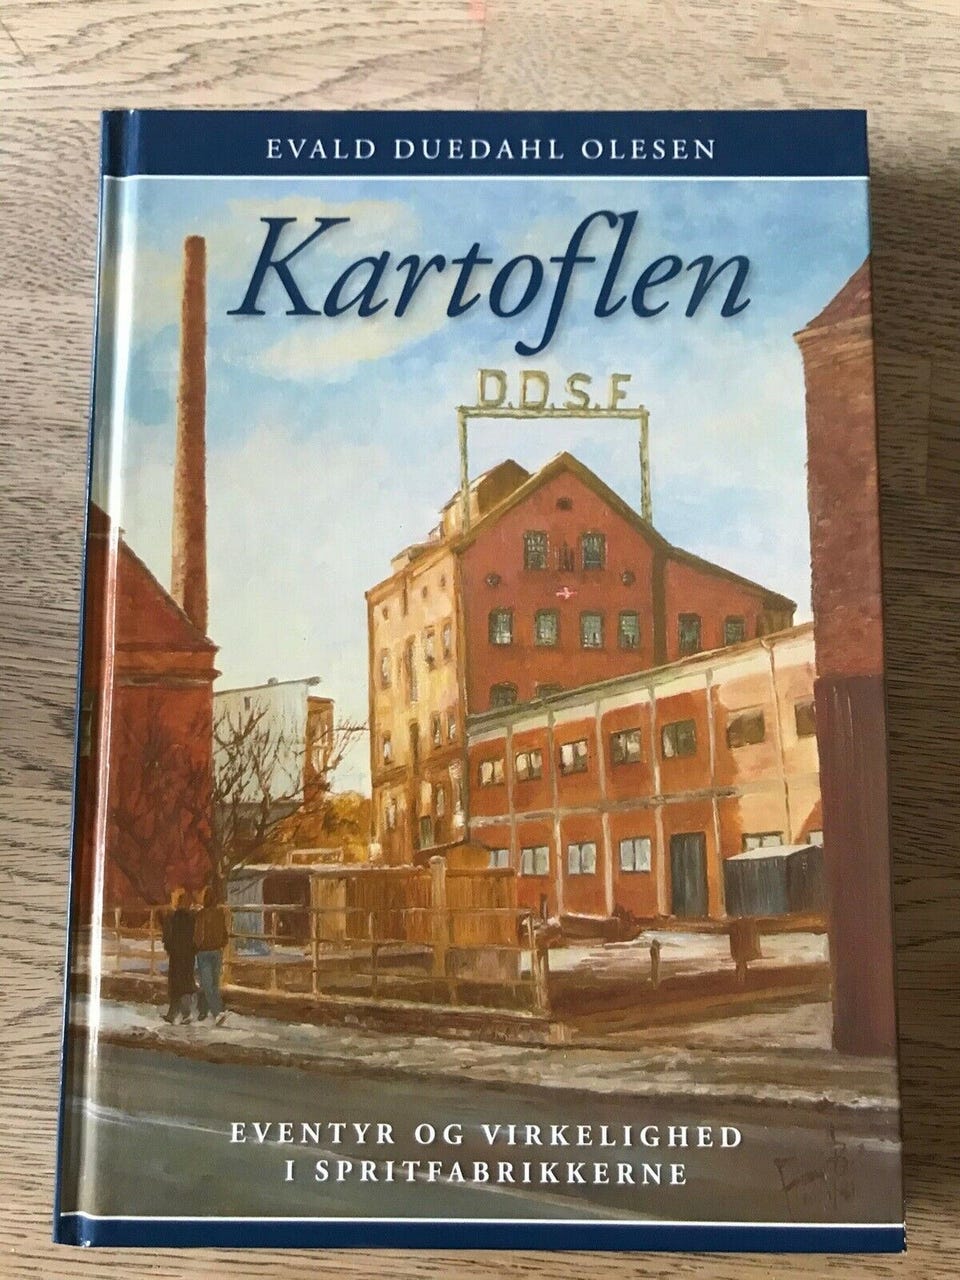 EVALD DUEDAHL OLESEN
Kartoflen
D.D.S.F.
EVENTYR OG VIRKELIGHED
I SPRITFABRIKKERNE